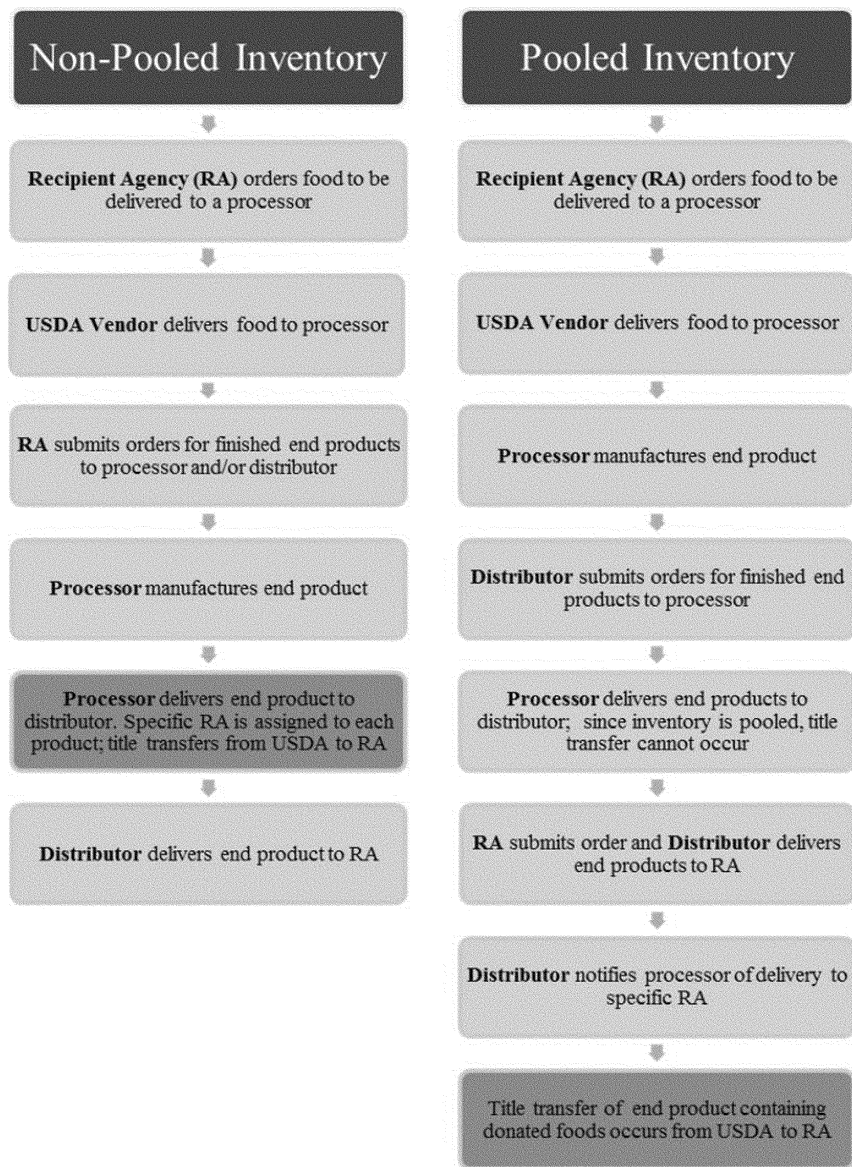 Non-Pooled Inventory
Recipient Agency (RA) orders food to be
delivered to a processor
USDA Vendor delivers food to processor
RA submits orders for finished end products
to processor and/or distributor
Processor manufactures end product
Processor delivers end product to
distributor. Specific RA is assigned to each
product; title transfers from USDA to RA
Distributor delivers end product to RA
Pooled Inventory
Recipient Agency (RA) orders food to be
delivered to a processor
USDA Vendor delivers food to processor
Processor manufactures end product
Distributor submits orders for finished end
products to processor
Processor delivers end products to
distributor; since inventory is pooled, title
transfer cannot occur
RA submits order and Distributor delivers
end products to RA
Distributor notifies processor of delivery to
specific RA
Title transfer of end product containing
donated foods occurs from USDA to RA